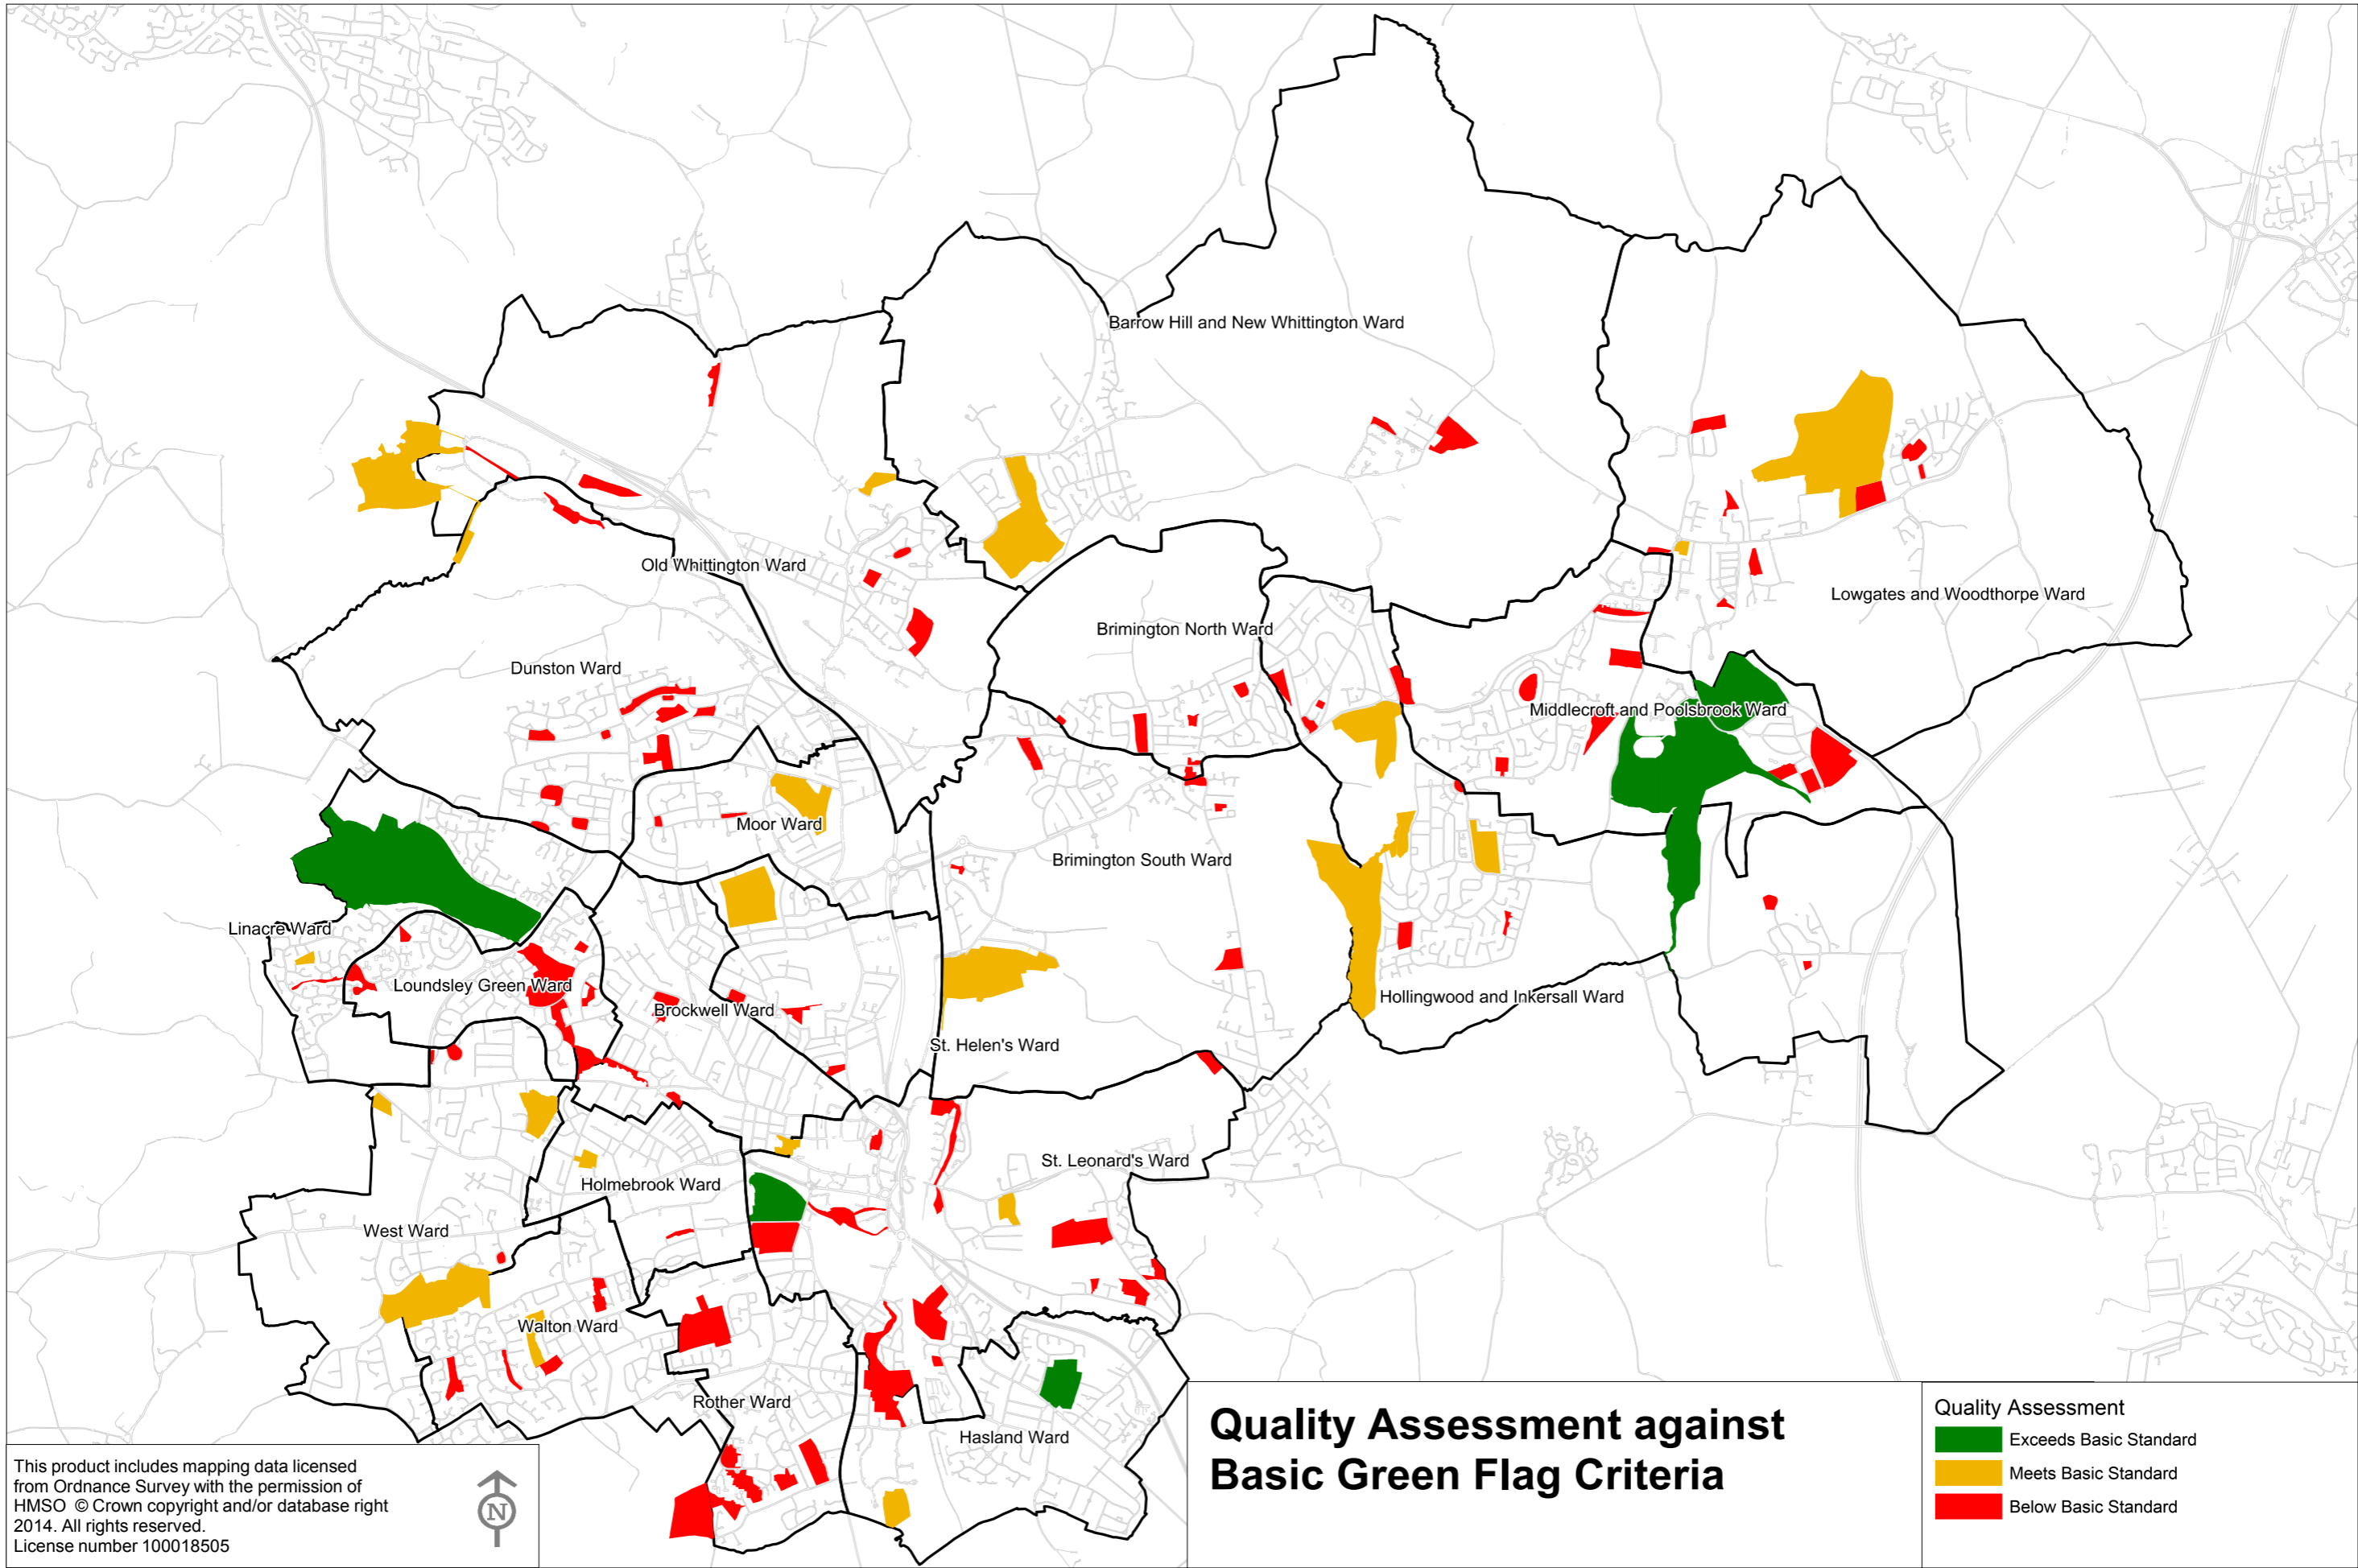 Barrow Hill and New Whittington Ward
Old Whittington Ward
Lowgates and Woodthorpe Ward
Brimington North Ward
Dunston Ward
Middlecroft and Poolsbrook Ward
Moor Ward
Brimington South Ward
Linacre Ward
Loundsley Green Ward
Hollingwood and Inkersall Ward
Brockwell Ward
St. Helen's Ward
St. Leonard's Ward
Holmebrook Ward
West Ward
Walton Ward
Rother Ward
Hasland Ward
Quality Assessment against
Basic Green Flag Criteria
Quality Assessment
Exceeds Basic Standard
Meets Basic Standard
Below Basic Standard
This product includes mapping data licensed
from Ordnance Survey with the permission of
HMSO © Crown copyright and/or database right
2014. All rights reserved.
License number 100018505
N